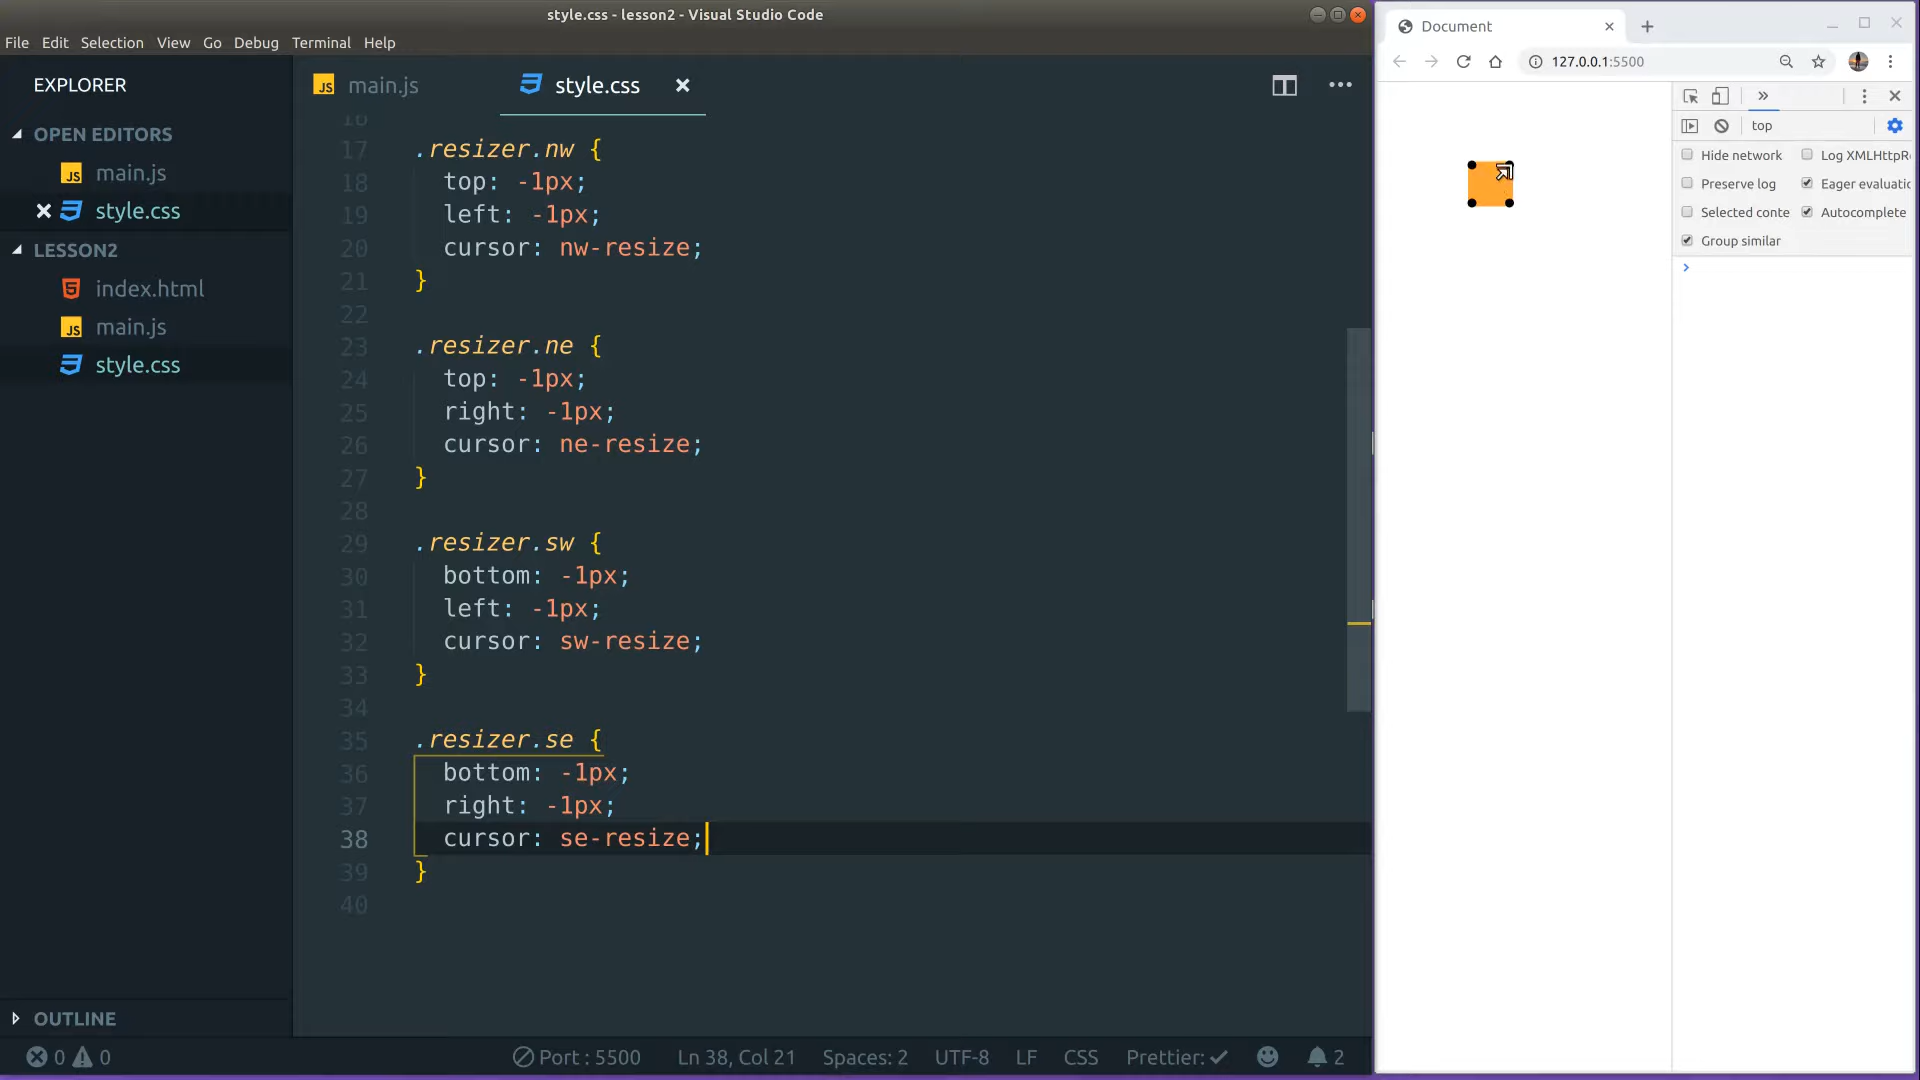 style.css - lesson2 - Visual Studio Code
File Edit Selection View Go Debug Terminal Help
EXPLORER
OPEN EDITORS
JS main.js
style.css
LESSON2
index.html
JS main.js
style.css
OUTLINE
JS main.js
style.css
16
17 .resizer.nw {
18 top: -1px;
19 left: -1px;
20 cursor: nw-resize;
21 }
22
23 .resizer.ne {
24 top: -1px;
25 right: -1px;
26 cursor: ne-resize;
27 }
28
29 .resizer.sw {
30 bottom: -1px;
31 left: -1px;
32 cursor: sw-resize;
33 }
34
35 .resizer.se {
36 bottom: -1px;
37 right: -1px;
38 cursor: se-resize;
39 }
40
0 0 Port : 5500 Ln 38, Col 21 Spaces: 2 UTF-8 LF CSS Prettier: 2
Document
127.0.0.1:5500
top
Hide network Log XMLHttpR
Preserve log Eager evaluatio
Selected conte Autocomplete
Group similar